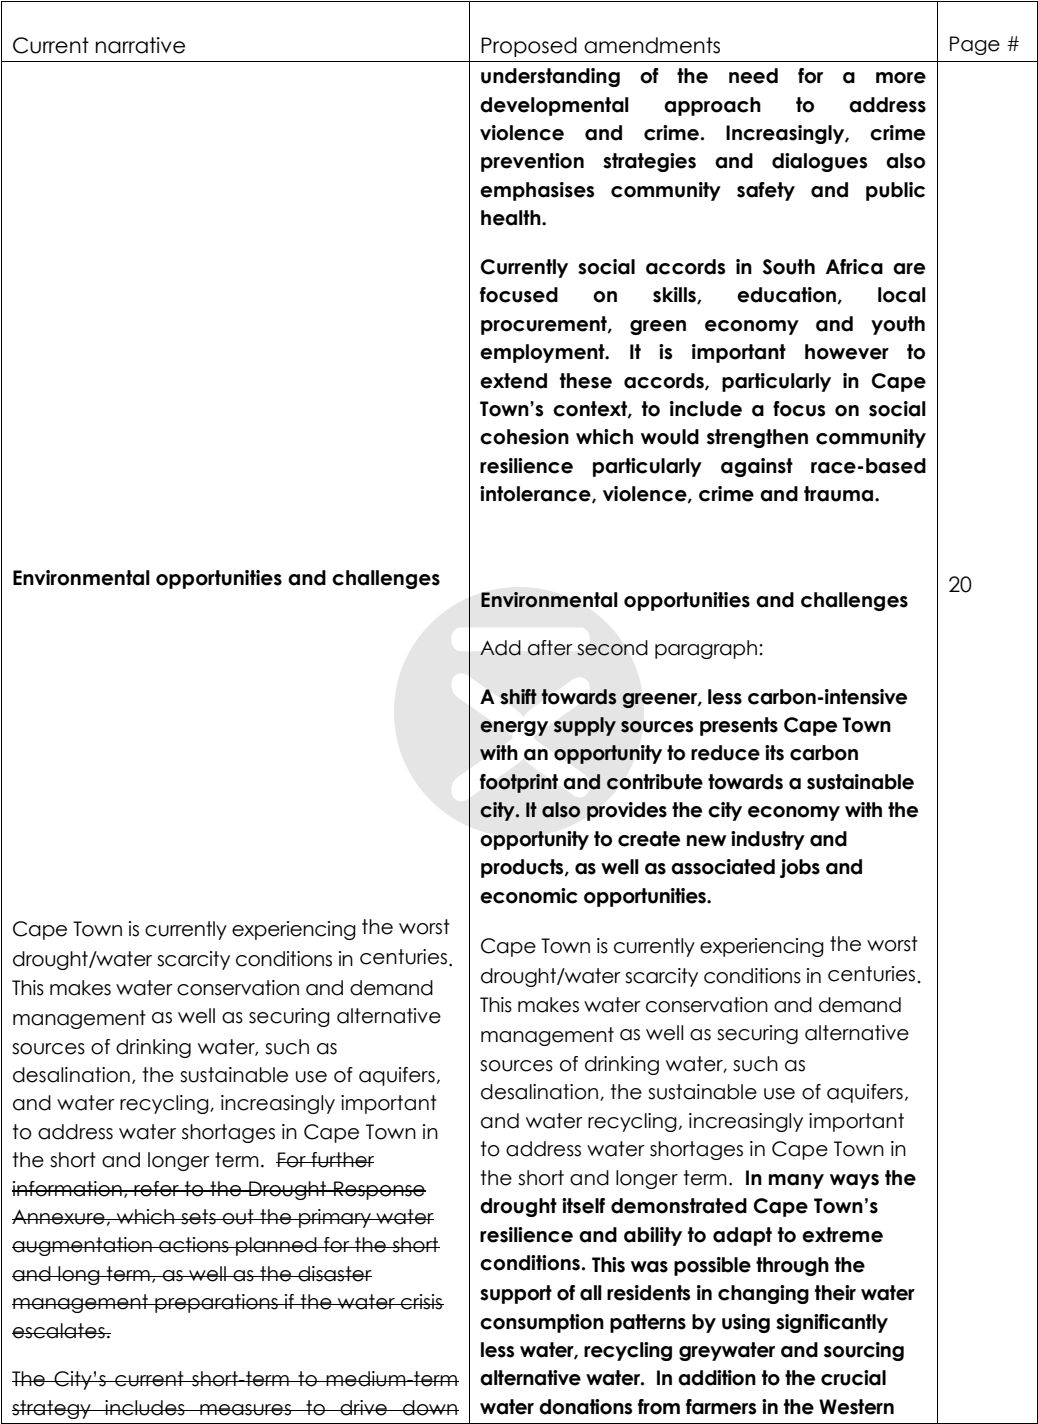 Current narrative
Proposed amendments
Page #
understanding of the need for a more
developmental approach to address
violence and crime. Increasingly, crime
prevention strategies and dialogues also
emphasises community safety and public
health.
Currently social accords in South Africa are
focused on skills, education, local
procurement, green economy and youth
employment. It is important however to
extend these accords, particularly in Cape
Town's context, to include a focus on social
cohesion which would strengthen community
resilience particularly against race-based
intolerance, violence, crime and trauma.
Environmental opportunities and challenges
Cape Town is currently experiencing the worst
drought/water scarcity conditions in centuries.
This makes water conservation and demand
management as well as securing alternative
sources of drinking water, such as
desalination, the sustainable use of aquifers,
and water recycling, increasingly important
to address water shortages in Cape Town in
the short and longer term. For further
information, refer to the Drought Response
Annexure, which sets out the primary water
augmentation actions planned for the short
and long term, as well as the disaster
management preparations if the water crisis
escalates.
The City's current short-term to medium-term
strategy includes measures to drive down
Environmental opportunities and challenges
Add after second paragraph:
A shift towards greener, less carbon-intensive
energy supply sources presents Cape Town
with an opportunity to reduce its carbon
footprint and contribute towards a sustainable
city. It also provides the city economy with the
opportunity to create new industry and
products, as well as associated jobs and
economic opportunities.
Cape Town is currently experiencing the worst
drought/water scarcity conditions in centuries.
This makes water conservation and demand
management as well as securing alternative
sources of drinking water, such as
desalination, the sustainable use of aquifers,
and water recycling, increasingly important
to address water shortages in Cape Town in
the short and longer term. In many ways the
drought itself demonstrated Cape Town's
resilience and ability to adapt to extreme
conditions. This was possible through the
support of all residents in changing their water
consumption patterns by using significantly
less water, recycling greywater and sourcing
alternative water. In addition to the crucial
water donations from farmers in the Western
20